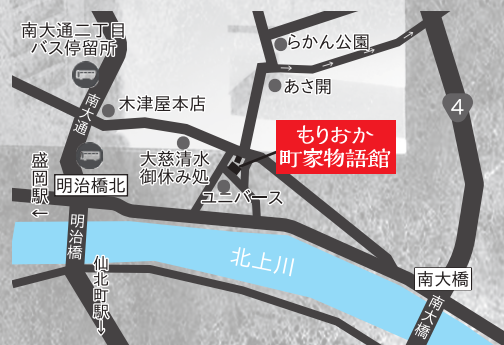 南大通二丁目
バス停留所
らかん公園
→
→
→
→
あさ開
木津屋本店
南大通
4
もりおか
町家物語館
大慈清水
御休み処
盛岡駅←
明治橋北
ユニバース
明治橋
北上川
仙北町駅→
南大橋
南大橋